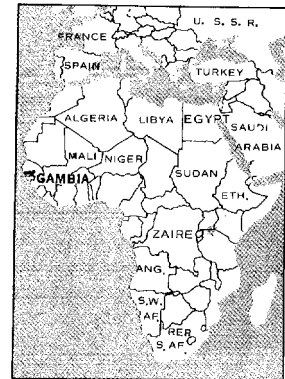 U. S. S. R.
FRANCE
SPAIN
TURKEY
ALGERIA
LIBYA
EGYPT
SAUDI
ARABIA
MALI
NIGER
GAMBIA
SUDAN
ETH.
ZAIRE
ANG.
S.W.
AF.
REP.
S. AF.